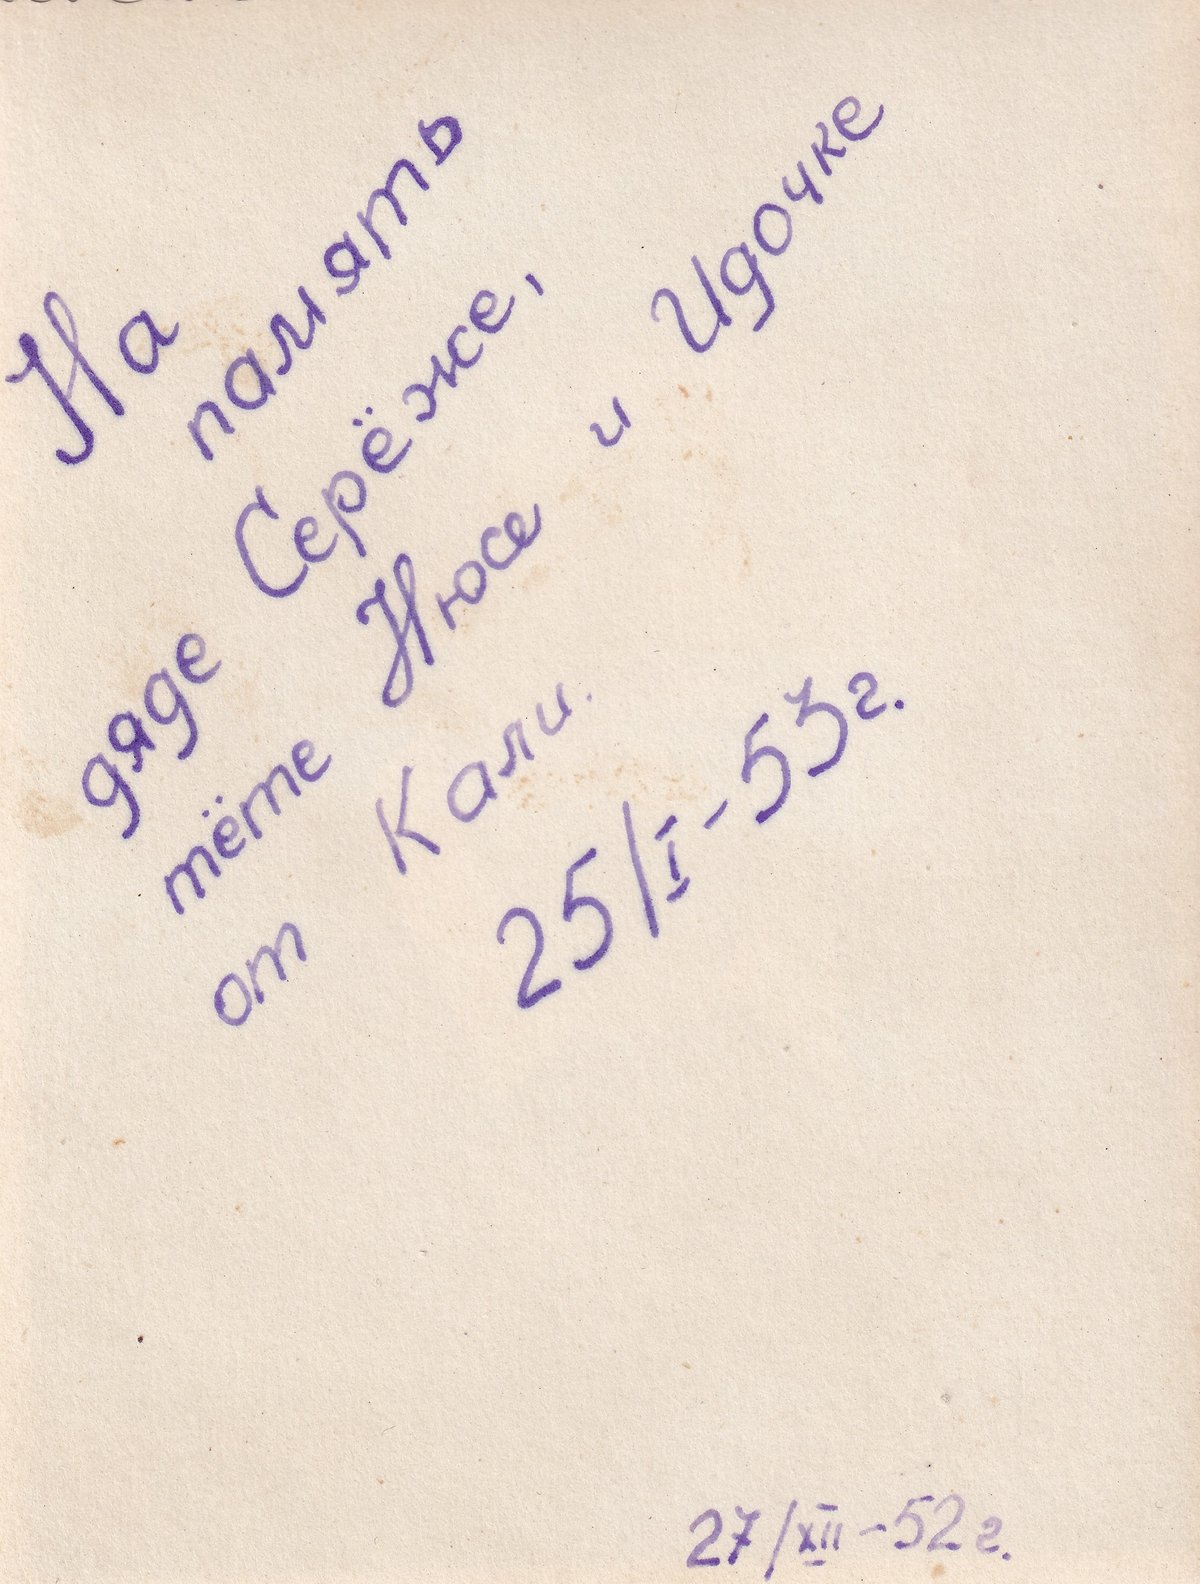 На память
дяде Серёже,
тёте Нюсе и Идочке
от Кали.
25/I-53г.
27/XII-52г.